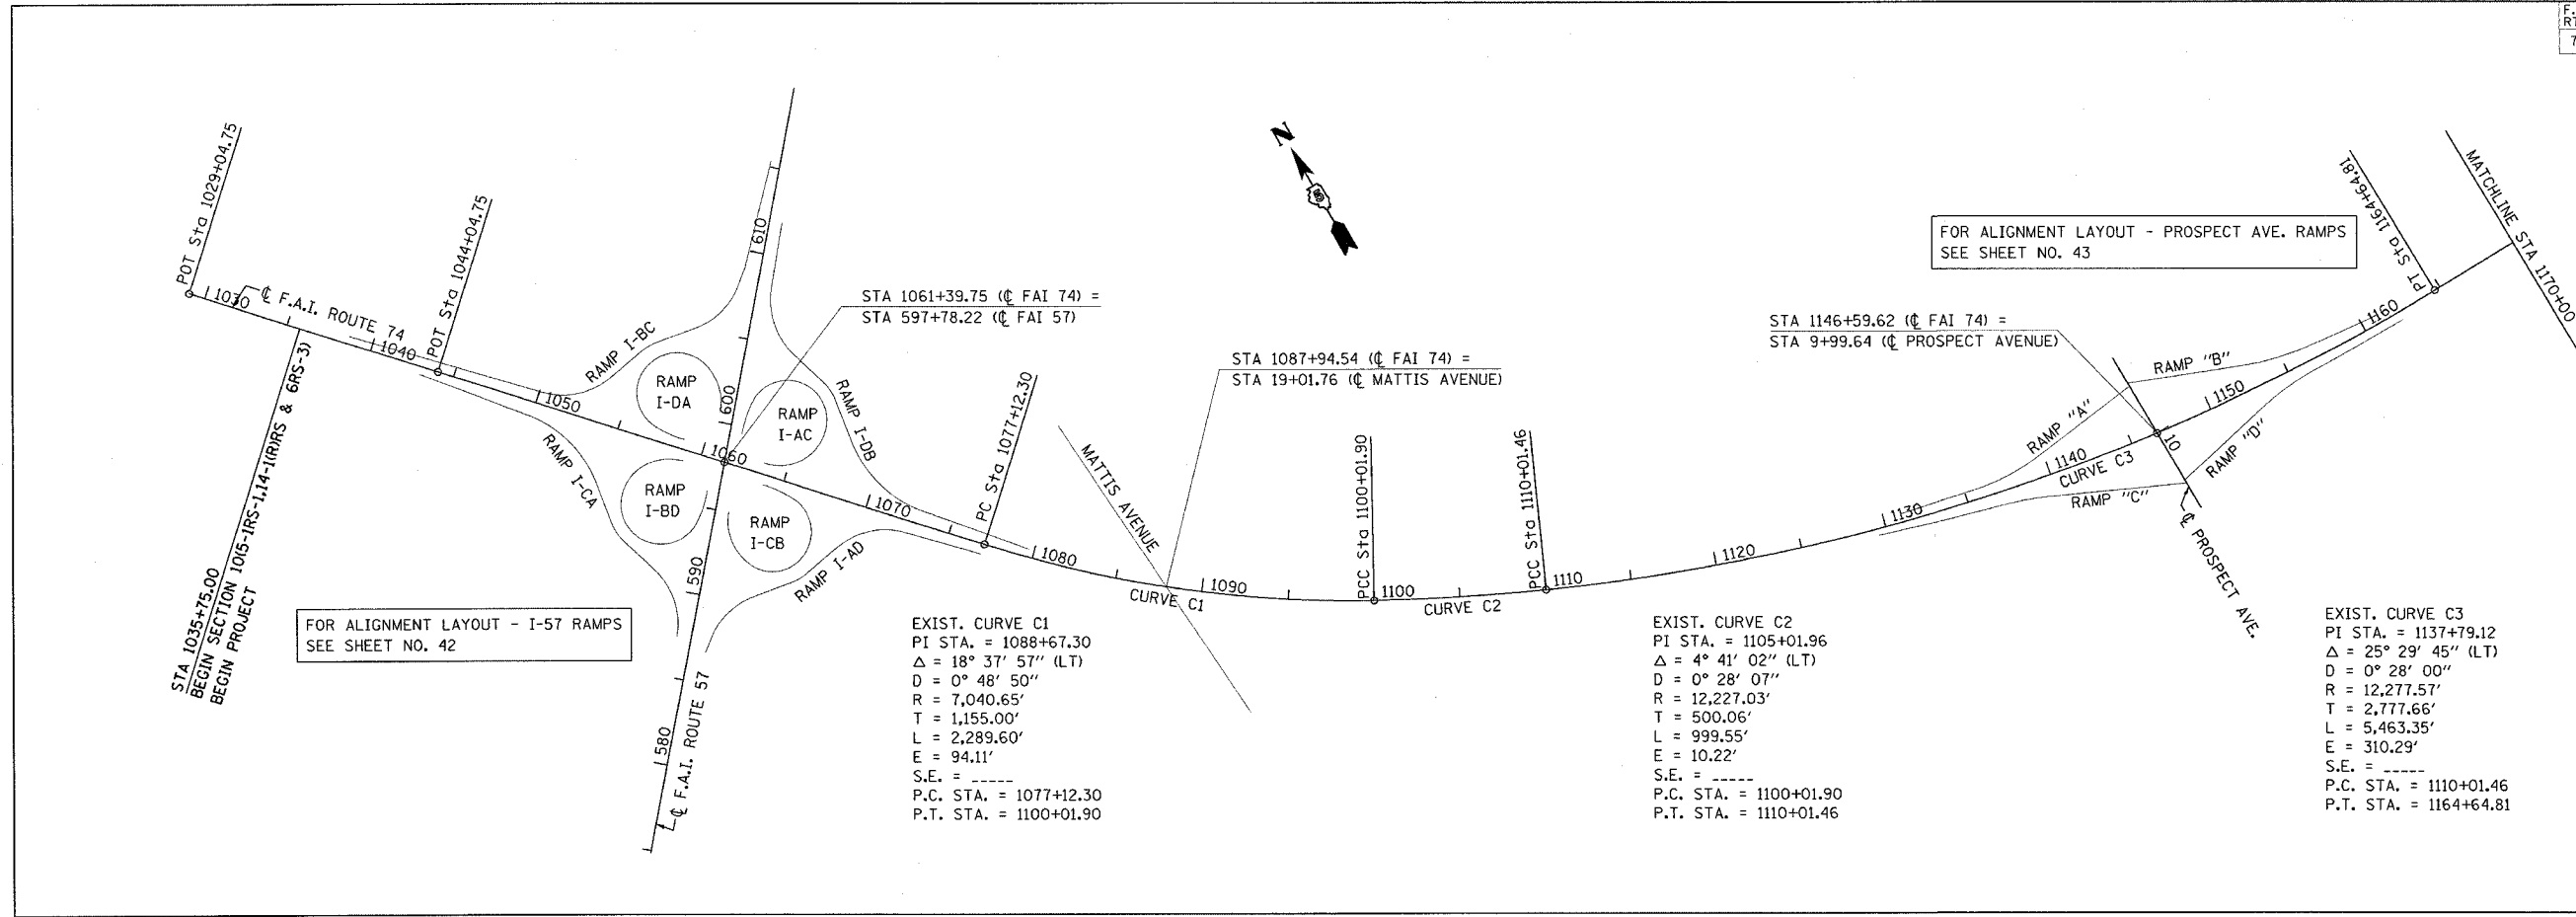 F.
RT
7
POT Sta 1029+04.75
1030
℄ F.A.I. ROUTE 74
1040
POT Sta 1044+04.75
STA 1035+75.00
BEGIN SECTION 10(5-1RS-1,14-1(R)RS & 6RS-3)
BEGIN PROJECT
1050
RAMP I-BC
RAMP
I-DA
600
610
RAMP
I-AC
RAMP I-DB
STA 1061+39.75 (℄ FAI 74) =
STA 597+78.22 (℄ FAI 57)
1060
RAMP I-CA
RAMP
I-BD
RAMP
I-CB
RAMP I-AD
590
580
℄ F.A.I. ROUTE 57
FOR ALIGNMENT LAYOUT - I-57 RAMPS
SEE SHEET NO. 42
1070
PC Sta 1077+12.30
1080
MATTIS AVENUE
STA 1087+94.54 (℄ FAI 74) =
STA 19+01.76 (℄ MATTIS AVENUE)
N
CURVE C1
1090
PCC Sta 1100+01.90
1100
CURVE C2
PCC Sta 1110+01.46
1110
1120
1130
RAMP "A"
1140
CURVE C3
RAMP "C"
STA 1146+59.62 (℄ FAI 74) =
STA 9+99.64 (℄ PROSPECT AVENUE)
10
RAMP "B"
1150
RAMP "D"
℄ PROSPECT AVE.
1160
PT Sta 1164+64.81
MATCHLINE STA 1170+00
FOR ALIGNMENT LAYOUT - PROSPECT AVE. RAMPS
SEE SHEET NO. 43
EXIST. CURVE C1
PI STA. = 1088+67.30
Δ = 18° 37' 57" (LT)
D = 0° 48' 50"
R = 7,040.65'
T = 1,155.00'
L = 2,289.60'
E = 94.11'
S.E. = _____
P.C. STA. = 1077+12.30
P.T. STA. = 1100+01.90
EXIST. CURVE C2
PI STA. = 1105+01.96
Δ = 4° 41' 02" (LT)
D = 0° 28' 07"
R = 12,227.03'
T = 500.06'
L = 999.55'
E = 10.22'
S.E. = _____
P.C. STA. = 1100+01.90
P.T. STA. = 1110+01.46
EXIST. CURVE C3
PI STA. = 1137+79.12
Δ = 25° 29' 45" (LT)
D = 0° 28' 00"
R = 12,277.57'
T = 2,777.66'
L = 5,463.35'
E = 310.29'
S.E. = _____
P.C. STA. = 1110+01.46
P.T. STA. = 1164+64.81